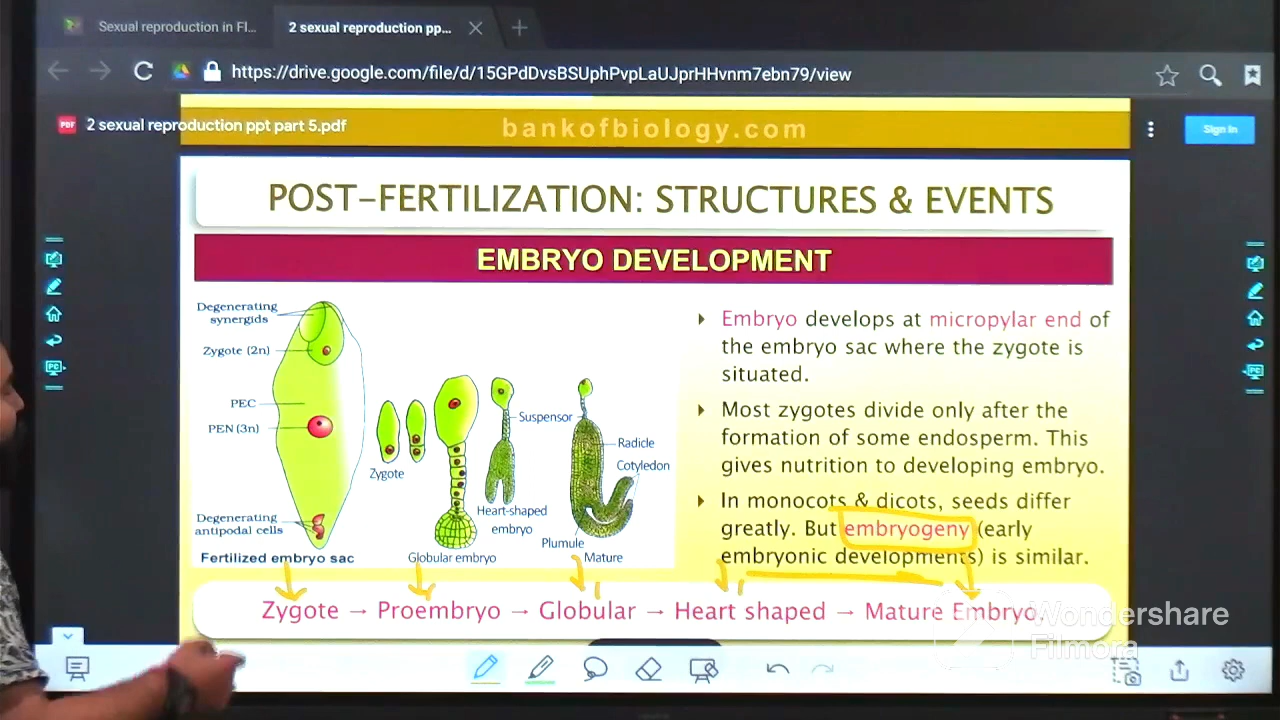 Sexual reproduction in Fl...
2 sexual reproduction pp...
https://drive.google.com/file/d/15GPdDvsBSUphPvpLaUJprHHvnm7ebn79/view
2 sexual reproduction ppt part 5.pdf
bankofbiology.com
Sign In
POST-FERTILIZATION: STRUCTURES & EVENTS
EMBRYO DEVELOPMENT
Degenerating
synergids
Zygote (2n)
PEC
PEN (3n)
Degenerating
antipodal cells
Fertilized embryo sac
Zygote
Globular embryo
Suspensor
Heart-shaped
embryo
Radicle
Cotyledon
Plumule
Mature
Embryo develops at micropylar end of
the embryo sac where the zygote is
situated.
Most zygotes divide only after the
formation of some endosperm. This
gives nutrition to developing embryo.
In monocots & dicots, seeds differ
greatly. But embryogeny (early
embryonic developments) is similar.
Zygote → Proembryo → Globular → Heart shaped → Mature Embryo.
Wondershare
Filmora